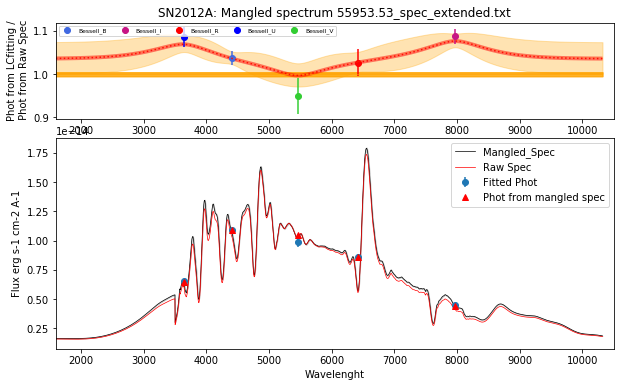 SN2012A: Mangled spectrum 55953.53_spec_extended.txt
Bessell_B Bessell_I Bessell_R Bessell_U Bessell_V
Phot from LCfitting /
Phot from Raw Spec
1.1
1.0
0.9
2000 3000 4000 5000 6000 7000 8000 9000 10000
1e−14
Mangled_Spec
Raw Spec
Fitted Phot
Phot from mangled spec
Flux erg s-1 cm-2 A-1
1.75
1.50
1.25
1.00
0.75
0.50
0.25
2000 3000 4000 5000 6000 7000 8000 9000 10000
Wavelenght